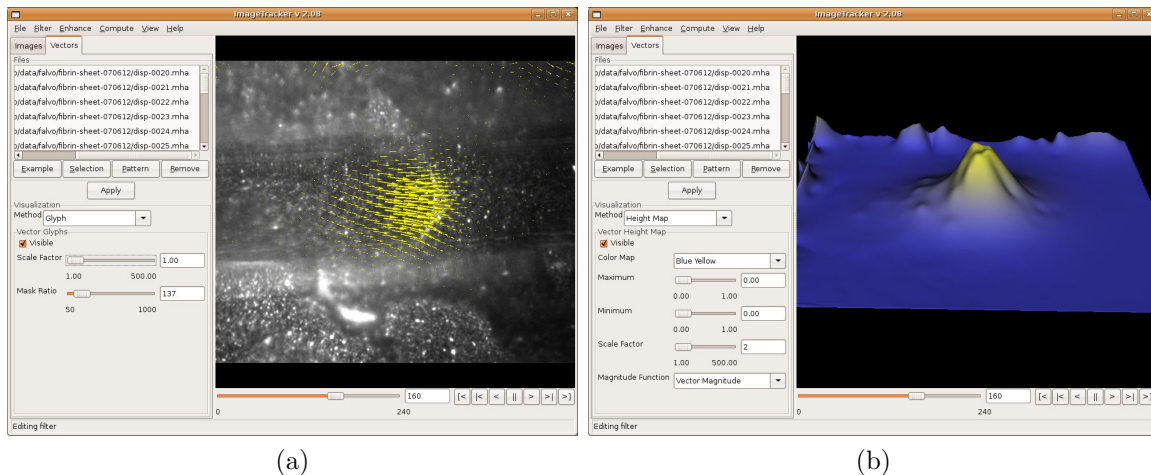 ImageTracker v 2.08
File Filter Enhance Compute View Help
Images Vectors
Files
o/data/falvo/fibrin-sheet-070612/disp-0020.mha
o/data/falvo/fibrin-sheet-070612/disp-0021.mha
o/data/falvo/fibrin-sheet-070612/disp-0022.mha
o/data/falvo/fibrin-sheet-070612/disp-0023.mha
o/data/falvo/fibrin-sheet-070612/disp-0024.mha
o/data/falvo/fibrin-sheet-070612/disp-0025.mha
Example Selection Pattern Remove
Apply
Visualization
Method Glyph
Vector Glyphs
Visible
Scale Factor 1.00
1.00 500.00
Mask Ratio 137
50 1000
160 [< |< < || > >| >]
0 240
Editing filter
(a)
ImageTracker v 2.08
File Filter Enhance Compute View Help
Images Vectors
Files
o/data/falvo/fibrin-sheet-070612/disp-0020.mha
o/data/falvo/fibrin-sheet-070612/disp-0021.mha
o/data/falvo/fibrin-sheet-070612/disp-0022.mha
o/data/falvo/fibrin-sheet-070612/disp-0023.mha
o/data/falvo/fibrin-sheet-070612/disp-0024.mha
o/data/falvo/fibrin-sheet-070612/disp-0025.mha
Example Selection Pattern Remove
Apply
Visualization
Method Height Map
Vector Height Map
Visible
Color Map Blue Yellow
Maximum 0.00
0.00 1.00
Minimum 0.00
0.00 1.00
Scale Factor 2
1.00 500.00
Magnitude Function Vector Magnitude
160 [< |< < || > >| >]
0 240
Editing filter
(b)